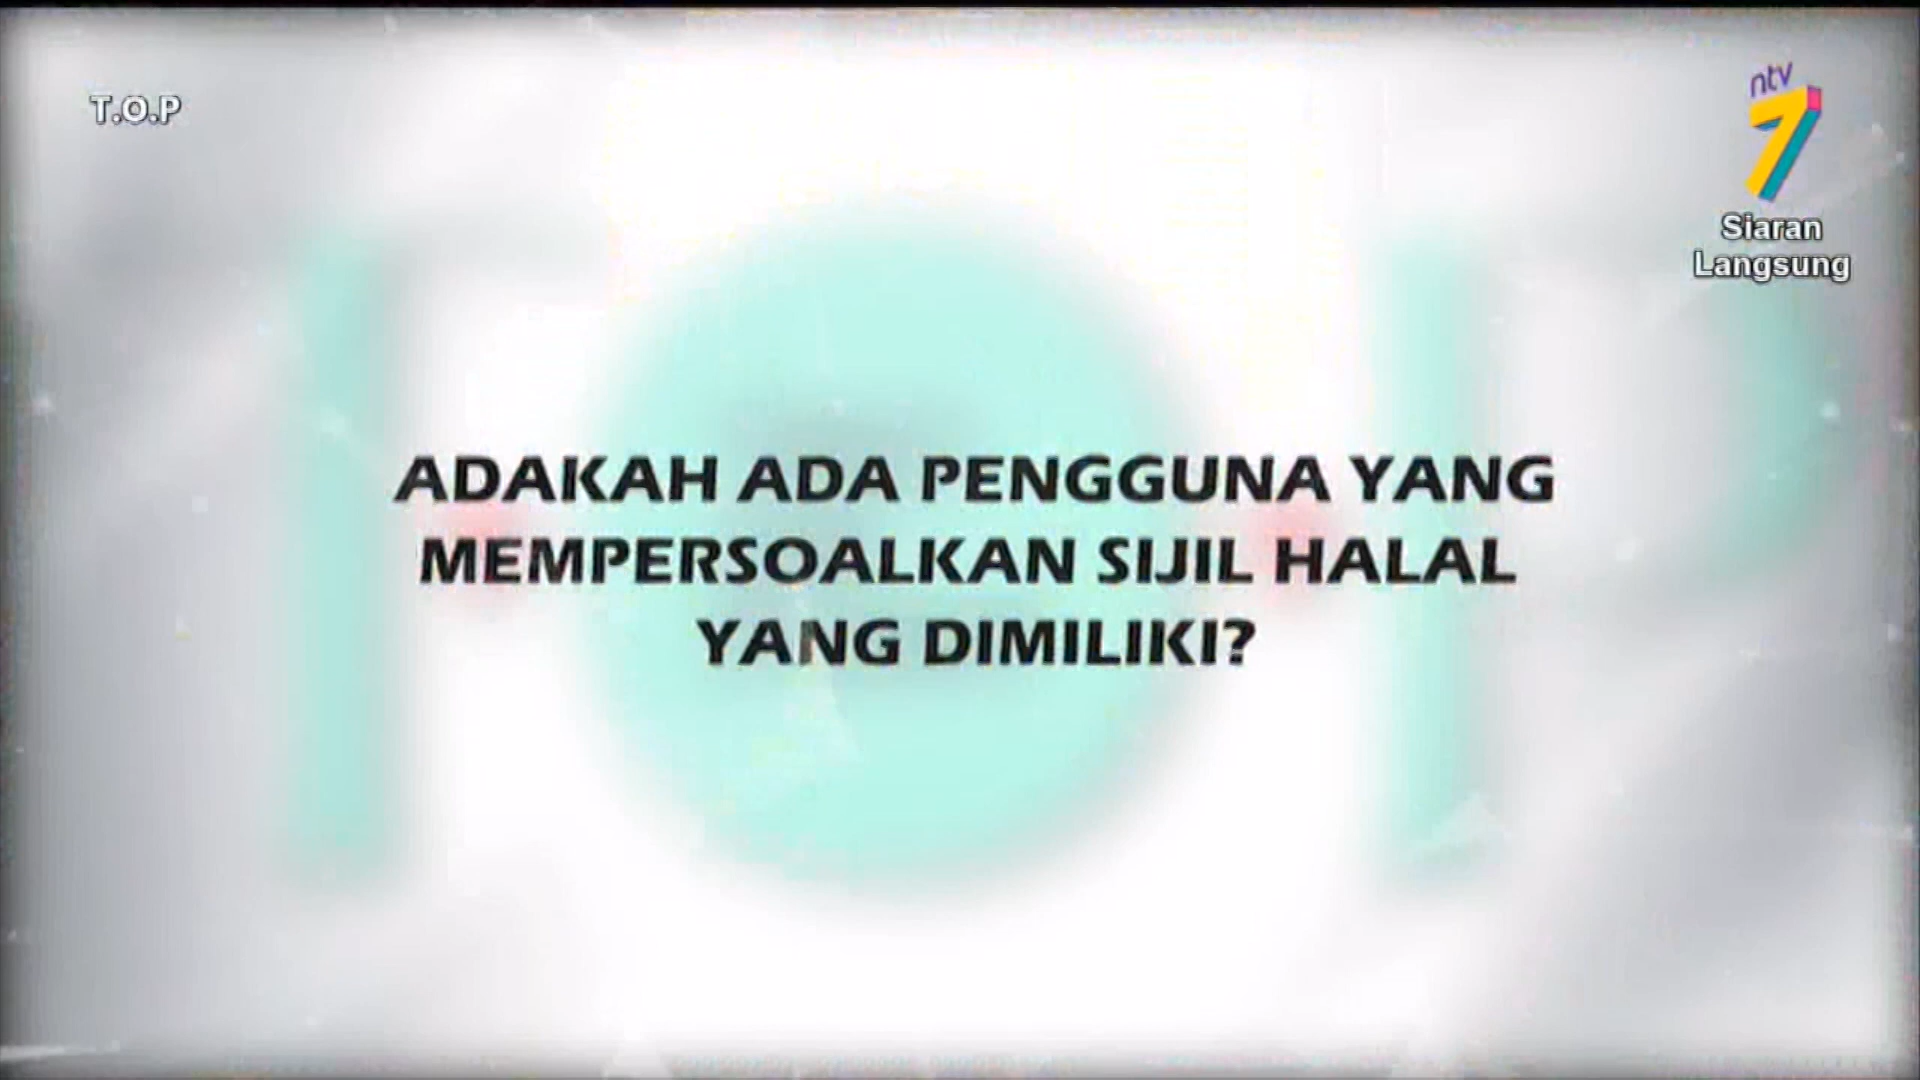 T.O.P
ntv
7
Siaran
Langsung
ADAKAH ADA PENGGUNA YANG
MEMPERSOALKAN SIJIL HALAL
YANG DIMILIKI?